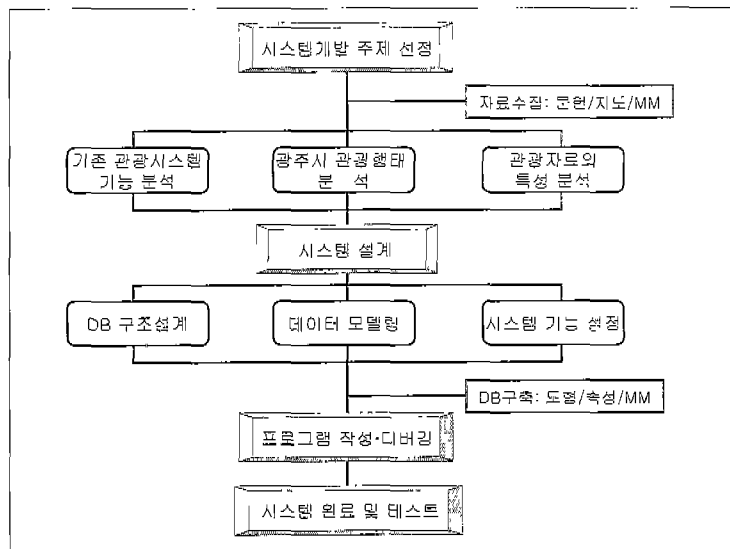 시스템개발 주제 선정
자료수집: 문헌/지도/MM
기존 관광시스템
기능 분석
광주시 관광행태
분 석
관광자료의
특성 분석
시스템 설계
DB 구조설계
데이터 모델링
시스템 기능 설정
DB구축: 도형/속성/MM
프로그램 작성·디버깅
시스템 완료 및 테스트